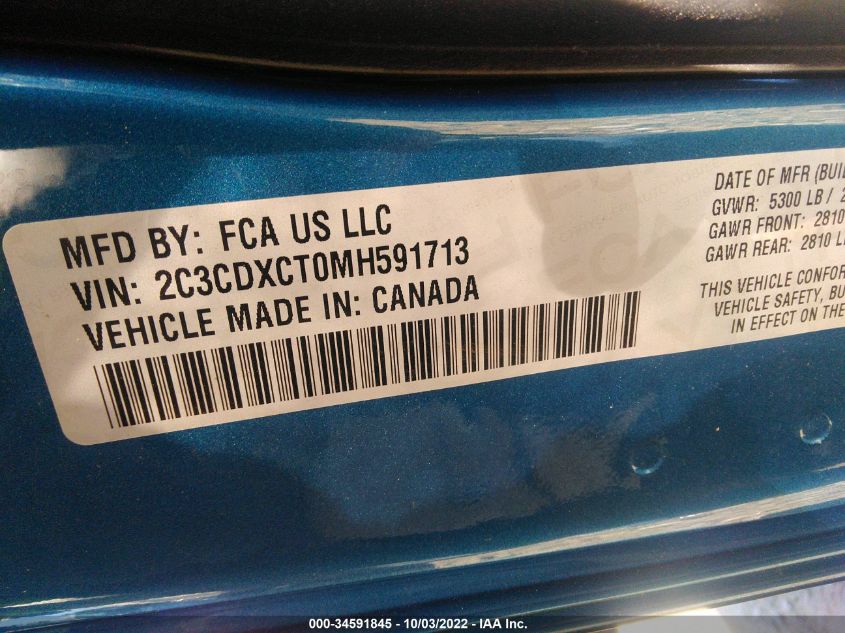 MFD BY: FCA US LLC
VIN: 2C3CDXCT0MH591713
VEHICLE MADE IN: CANADA
DATE OF MFR (BUI
GVWR: 5300 LB / 2
GAWR FRONT: 2810
GAWR REAR: 2810 L
THIS VEHICLE CONFOR
VEHICLE SAFETY, BU
IN EFFECT ON THE
000-34591845 - 10/03/2022 - IAA Inc.